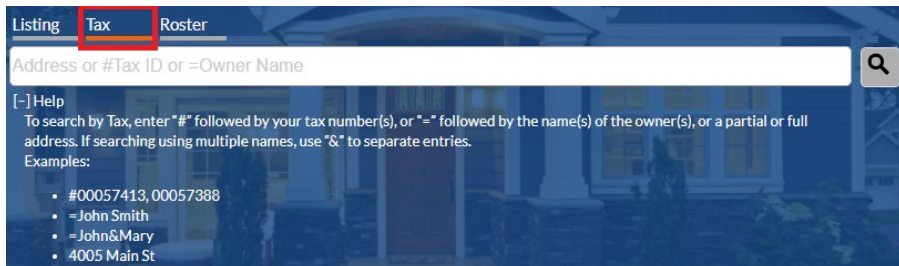 Listing Tax Roster
Address or #Tax ID or =Owner Name
[-] Help
To search by Tax, enter "#" followed by your tax number(s), or "=" followed by the name(s) of the owner(s), or a partial or full
address. If searching using multiple names, use "&" to separate entries.
Examples:
• #00057413, 00057388
• =John Smith
• =John&Mary
• 4005 Main St